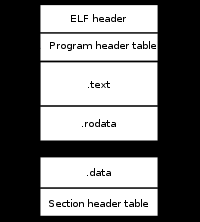 ELF header
Program header table
.text
.rodata
.data
Section header table